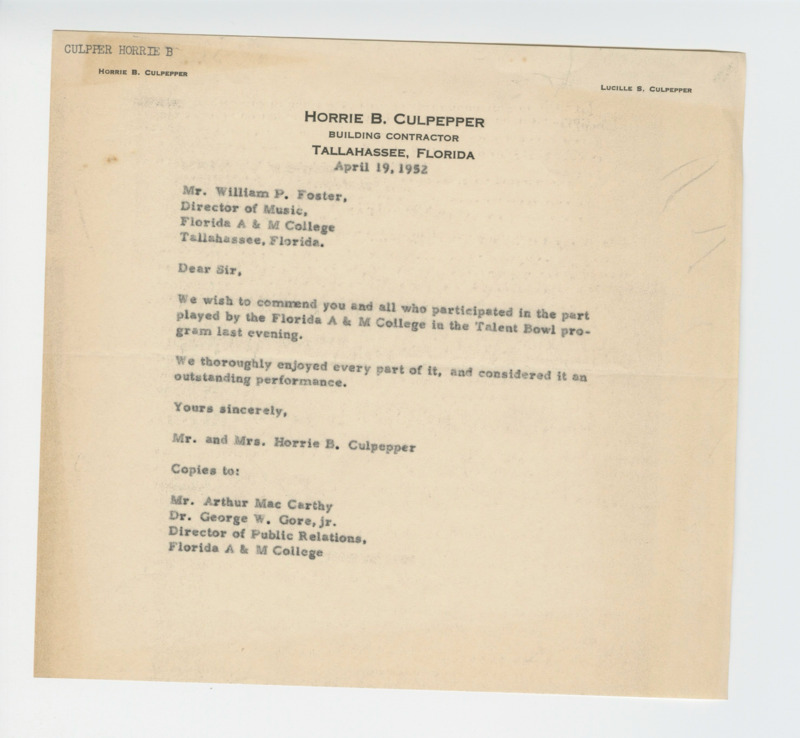 CULPPER HORRIE B
HORRIE B. CULPEPPER
LUCILLE S. CULPEPPER
HORRIE B. CULPEPPER
BUILDING CONTRACTOR
TALLAHASSEE, FLORIDA
April 19, 1952
Mr. William P. Foster,
Director of Music,
Florida A & M College
Tallahassee, Florida.
Dear Sir,
We wish to commend you and all who participated in the part
played by the Florida A & M College in the Talent Bowl pro-
gram last evening.
We thoroughly enjoyed every part of it, and considered it an
outstanding performance.
Yours sincerely,
Mr. and Mrs. Horrie B. Culpepper
Copies to:
Mr. Arthur Mac Carthy
Dr. George W. Gore, jr.
Director of Public Relations,
Florida A & M College